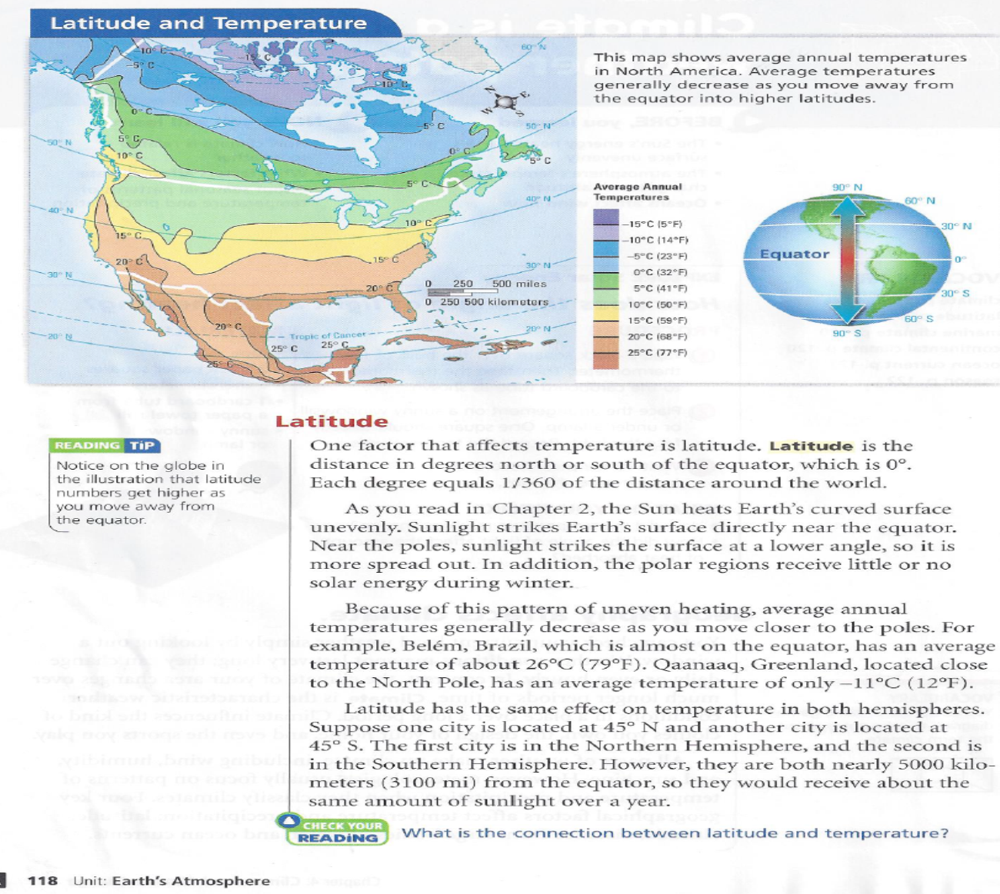 Latitude and Temperature
60° N
-10° C
-15° C
-5° C
-10° C
N
E
W
S
0° C
-5° C
50° N
50° N
5° C
10° C
0° C
5° C
5° C
40° N
40° N
10° C
15° C
15° C
20° C
30° N
30° N
20° C
0 250 500 miles
0 250 500 kilometers
20° C
Tropic of Cancer
20° N
20° N
25° C
25° C
25° C
This map shows average annual temperatures
in North America. Average temperatures
generally decrease as you move away from
the equator into higher latitudes.
Average Annual
Temperatures
-15°C (5°F)
-10°C (14°F)
-5°C (23°F)
0°C (32°F)
5°C (41°F)
10°C (50°F)
15°C (59°F)
20°C (68°F)
25°C (77°F)
90° N
60° N
30° N
Equator
0°
30° S
60° S
90° S
Latitude
READING TiP
Notice on the globe in
the illustration that latitude
numbers get higher as
you move away from
the equator.
One factor that affects temperature is latitude. Latitude is the
distance in degrees north or south of the equator, which is 0°.
Each degree equals 1/360 of the distance around the world.
As you read in Chapter 2, the Sun heats Earth's curved surface
unevenly. Sunlight strikes Earth's surface directly near the equator.
Near the poles, sunlight strikes the surface at a lower angle, so it is
more spread out. In addition, the polar regions receive little or no
solar energy during winter.
Because of this pattern of uneven heating, average annual
temperatures generally decrease as you move closer to the poles. For
example, Belém, Brazil, which is almost on the equator, has an average
temperature of about 26°C (79°F). Qaanaaq, Greenland, located close
to the North Pole, has an average temperature of only −11°C (12°F).
Latitude has the same effect on temperature in both hemispheres.
Suppose one city is located at 45° N and another city is located at
45° S. The first city is in the Northern Hemisphere, and the second is
in the Southern Hemisphere. However, they are both nearly 5000 kilo-
meters (3100 mi) from the equator, so they would receive about the
same amount of sunlight over a year.
CHECK YOUR
READiNG
What is the connection between latitude and temperature?
118 Unit: Earth's Atmosphere